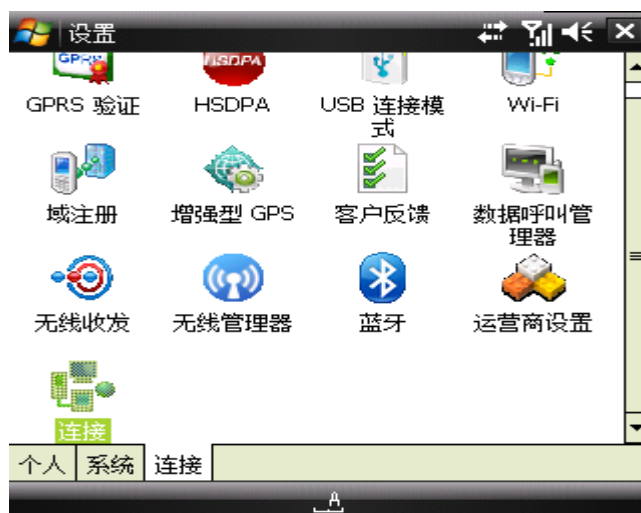 设置
GPRS
HSDPA
GPRS 验证
HSDPA
USB 连接模
式
Wi-Fi
域注册
增强型 GPS
客户反馈
数据呼叫管
理器
无线收发
无线管理器
蓝牙
运营商设置
连接
个人
系统
连接
A